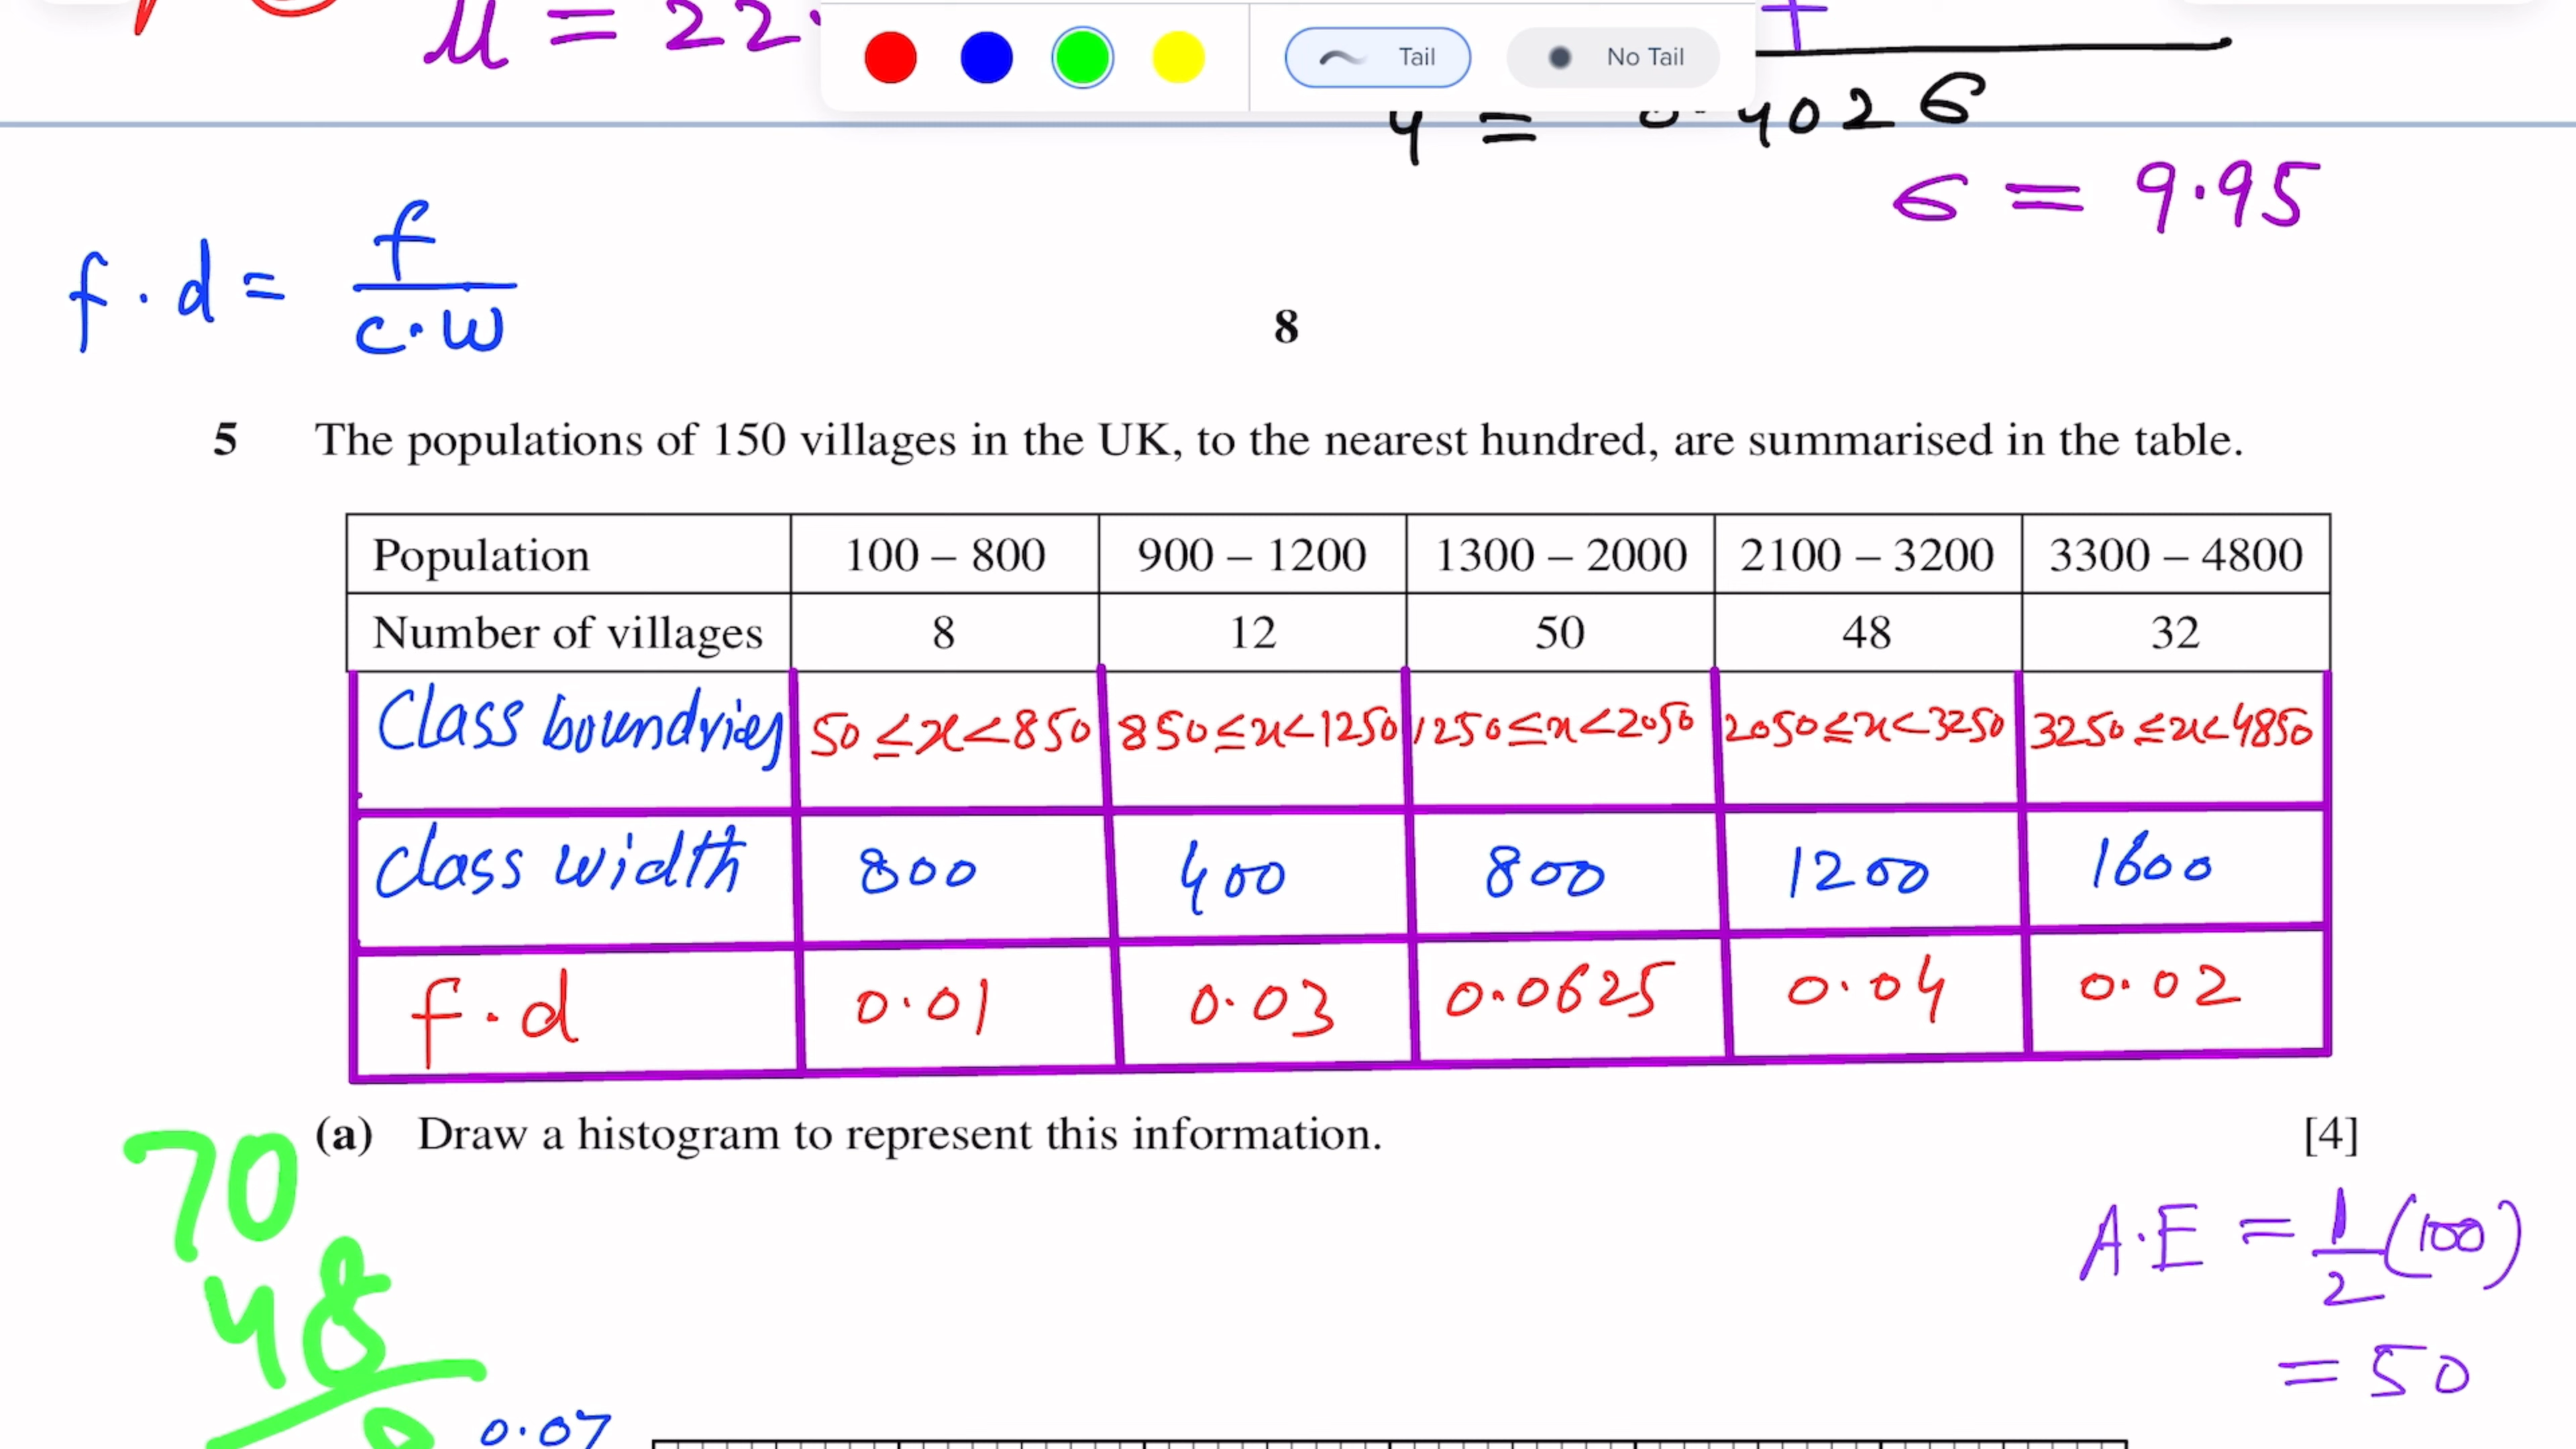 μ = 22.
Tail
No Tail
= 4026
σ = 9.95
f.d = f / c.w
8
5 The populations of 150 villages in the UK, to the nearest hundred, are summarised in the table.
Population 100 – 800 900 – 1200 1300 – 2000 2100 – 3200 3300 – 4800
Number of villages 8 12 50 48 32
Class boundries 50 ≤ x < 850 850 ≤ x < 1250 1250 ≤ x < 2050 2050 ≤ x < 3250 3250 ≤ x < 4850
Class width 800 400 800 1200 1600
f.d 0.01 0.03 0.0625 0.04 0.02
(a) Draw a histogram to represent this information. [4]
70
48
A.E = 1/2 (100)
= 50
0.07